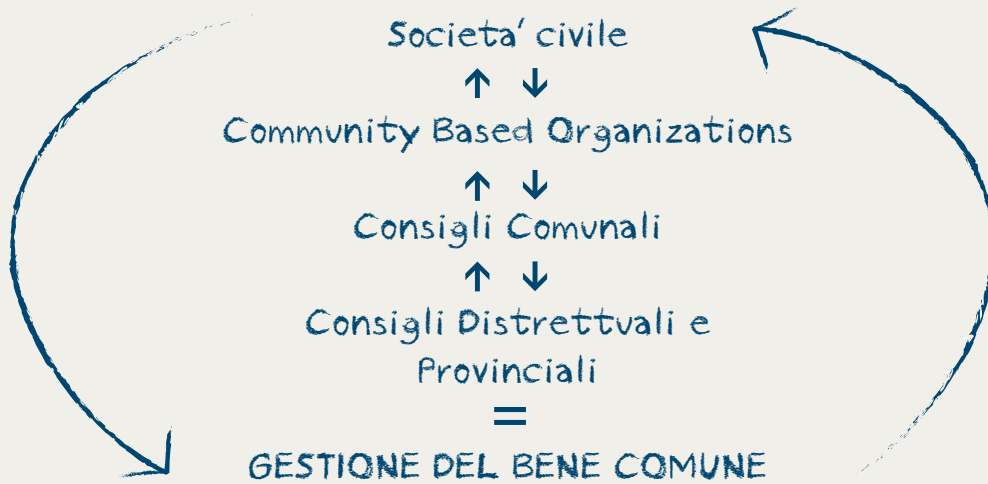 Societa' civile
↑ ↓
Community Based Organizations
↑ ↓
Consigli Comunali
↑ ↓
Consigli Distrettuali e
Provinciali
=
GESTIONE DEL BENE COMUNE